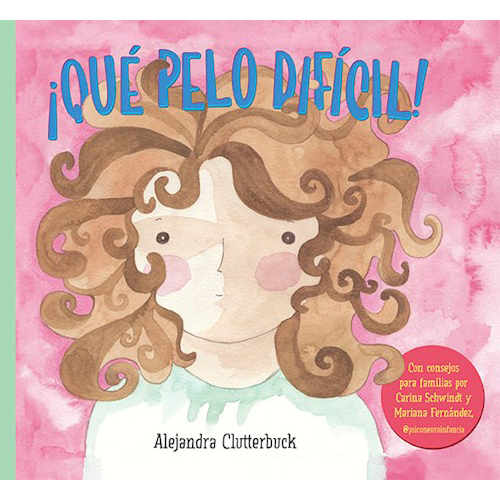 ¡QUÉ PELO DIFÍCIL!
Con consejos
para familias por
Carina Schwindt y
Mariana Fernández,
@psiconeuroinfancia
Alejandra Clutterbuck